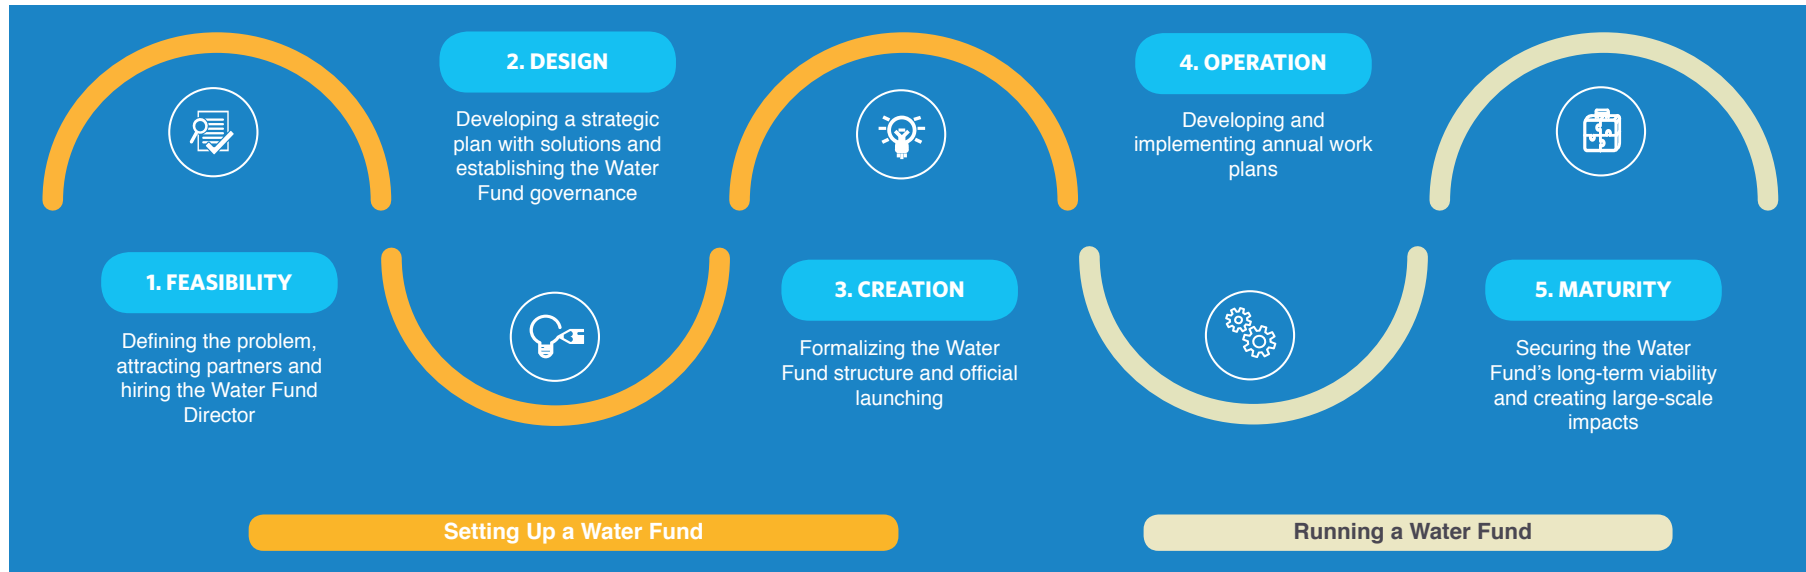 1. FEASIBILITY
Defining the problem,
attracting partners and
hiring the Water Fund
Director
2. DESIGN
Developing a strategic
plan with solutions and
establishing the Water
Fund governance
3. CREATION
Formalizing the Water
Fund structure and official
launching
4. OPERATION
Developing and
implementing annual work
plans
5. MATURITY
Securing the Water
Fund’s long-term viability
and creating large-scale
impacts
Setting Up a Water Fund
Running a Water Fund